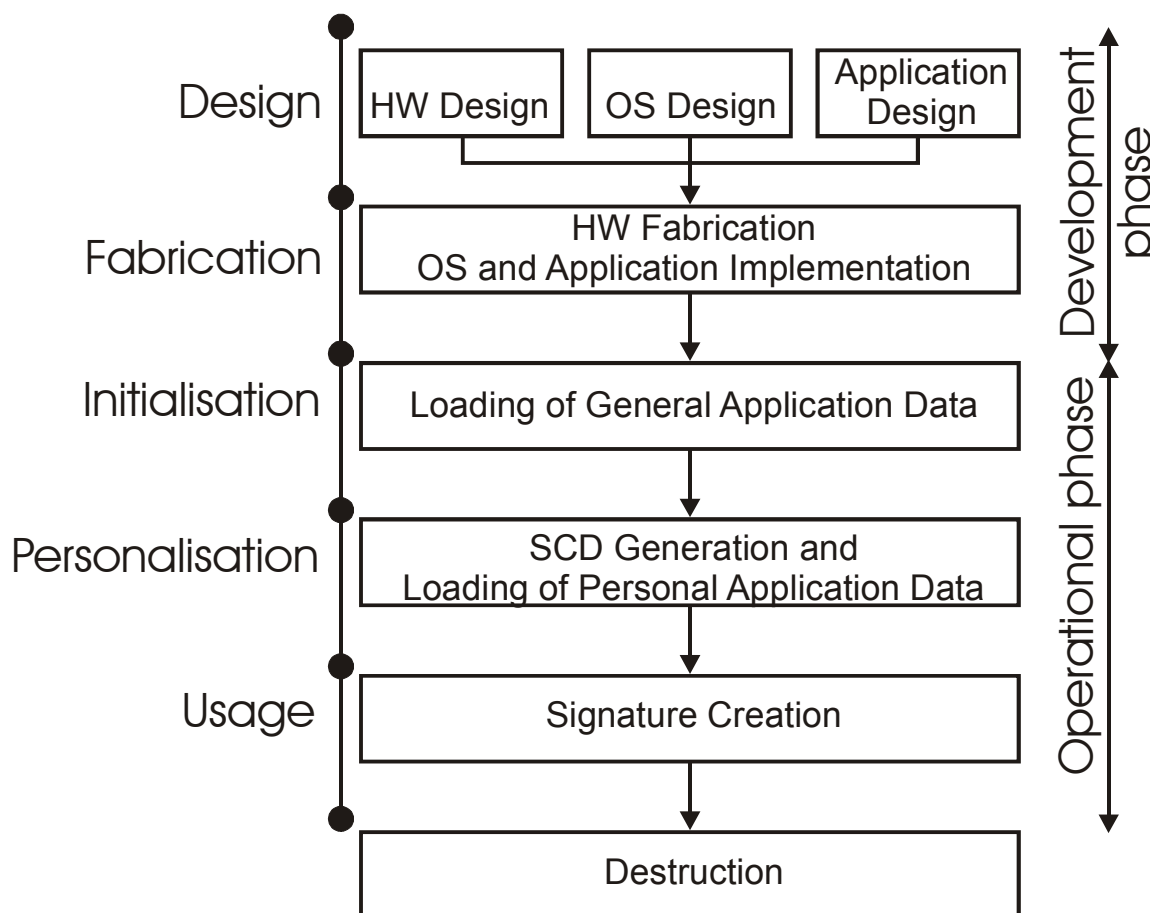 Design
HW Design
OS Design
Application
Design
Development
phase
Fabrication
HW Fabrication
OS and Application Implementation
Initialisation
Loading of General Application Data
Operational phase
Personalisation
SCD Generation and
Loading of Personal Application Data
Usage
Signature Creation
Destruction